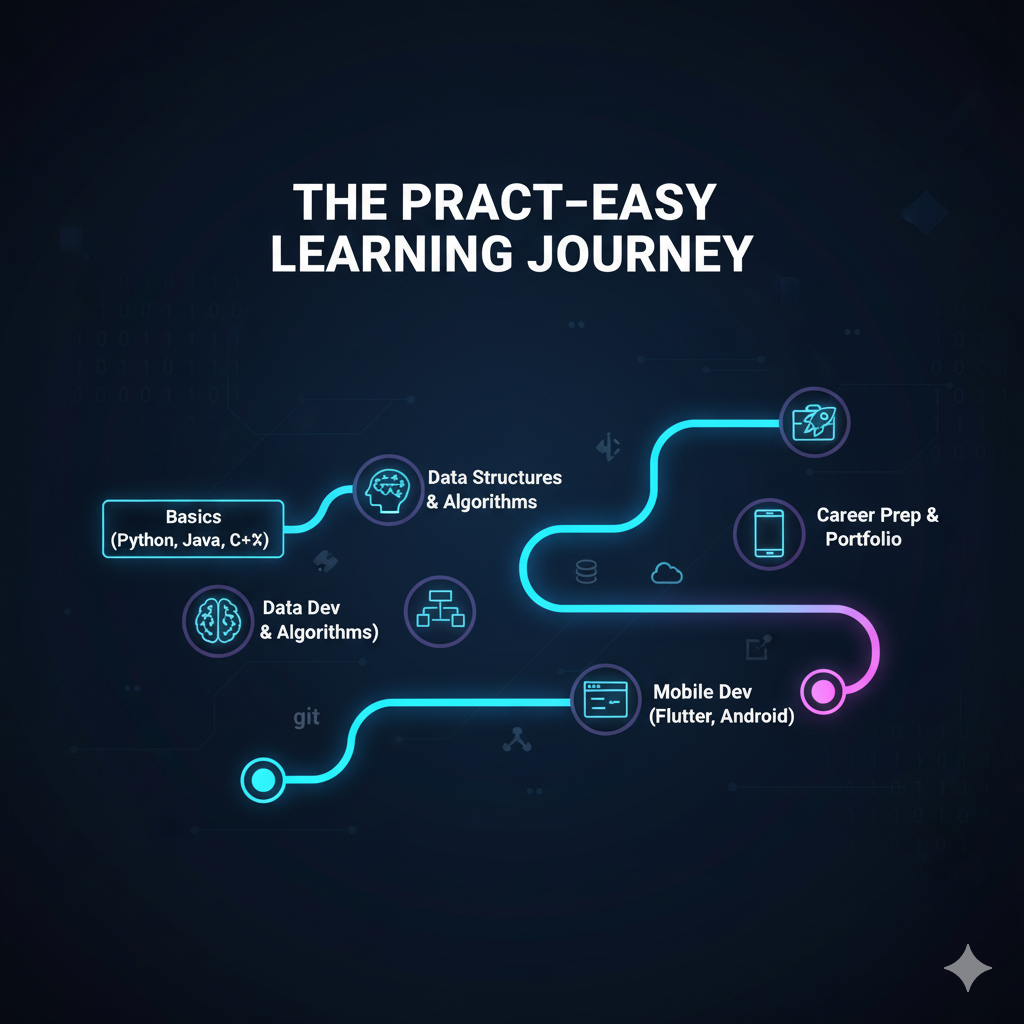 THE PRACT-EASY
LEARNING JOURNEY
Data Structures
& Algorithms
Basics
(Python, Java, C+X)
Career Prep &
Portfolio
Data Dev
& Algorithms)
Mobile Dev
(Flutter, Android)
git